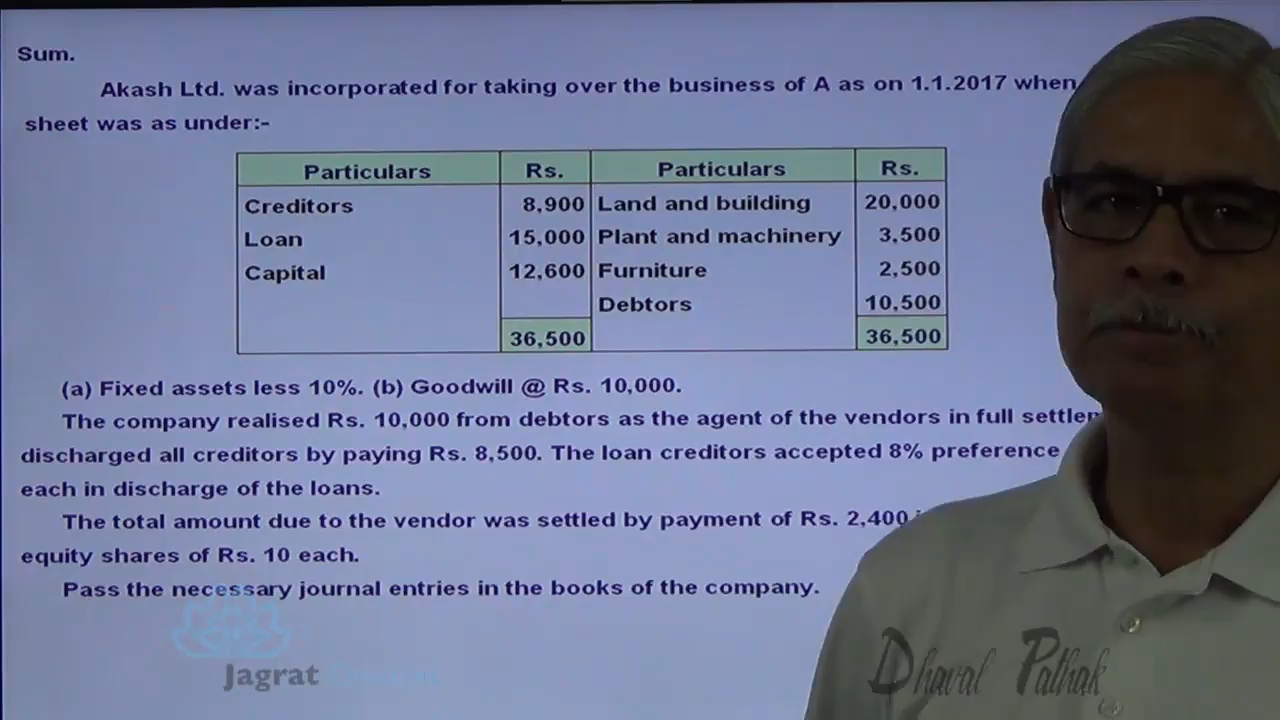 Sum.
Akash Ltd. was incorporated for taking over the business of A as on 1.1.2017 when
sheet was as under:-
Particulars Rs. Particulars Rs.
Creditors 8,900 Land and building 20,000
Loan 15,000 Plant and machinery 3,500
Capital 12,600 Furniture 2,500
Debtors 10,500
36,500 36,500
(a) Fixed assets less 10%. (b) Goodwill @ Rs. 10,000.
The company realised Rs. 10,000 from debtors as the agent of the vendors in full
discharged all creditors by paying Rs. 8,500. The loan creditors accepted 8% preference
each in discharge of the loans.
The total amount due to the vendor was settled by payment of Rs. 2,400
equity shares of Rs. 10 each.
Pass the necessary journal entries in the books of the company.
Jagrat
Dhaval Pathak